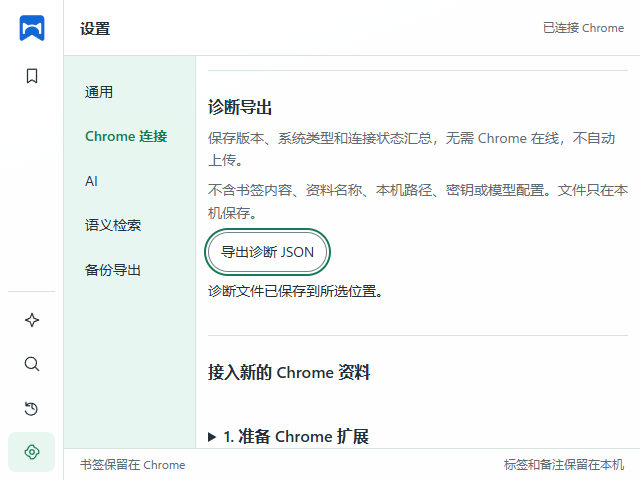 设置
已连接 Chrome
通用
Chrome 连接
AI
语义检索
备份导出
诊断导出
保存版本、系统类型和连接状态汇总，无需 Chrome 在线，不自动
上传。
不含书签内容、资料名称、本机路径、密钥或模型配置。文件只在本
机保存。
导出诊断 JSON
诊断文件已保存到所选位置。
接入新的 Chrome 资料
1. 准备 Chrome 扩展
书签保留在 Chrome
标签和备注保留在本机